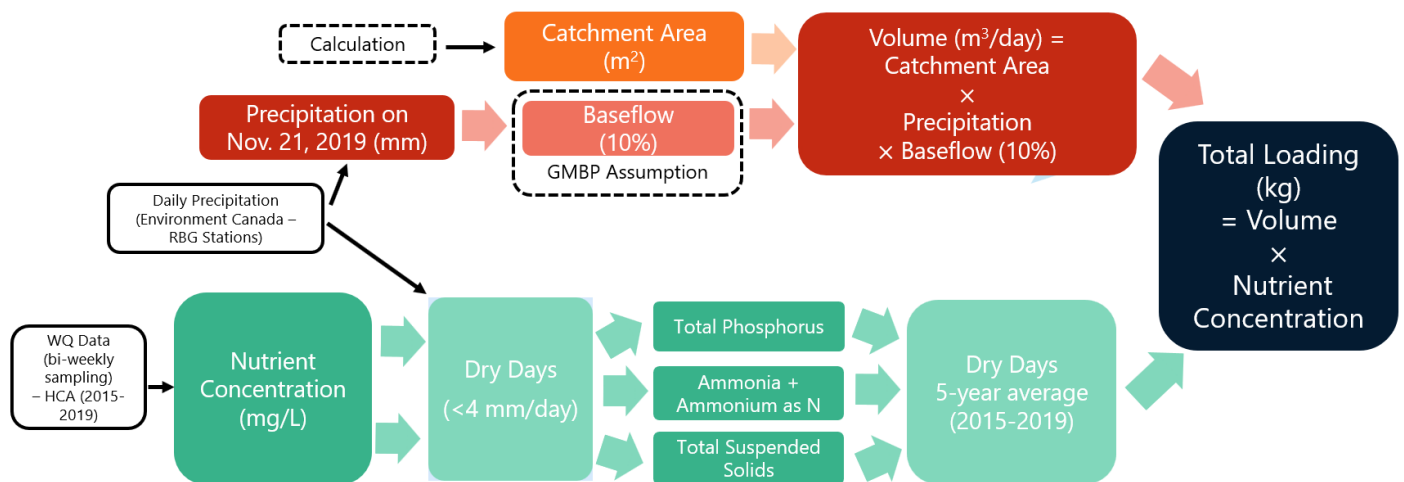 Calculation
Catchment Area
(m²)
Volume (m³/day) =
Catchment Area
×
Precipitation
× Baseflow (10%)
Precipitation on
Nov. 21, 2019 (mm)
Baseflow
(10%)
GMBP Assumption
Total Loading
(kg)
= Volume
×
Nutrient
Concentration
Daily Precipitation
(Environment Canada –
RBG Stations)
WQ Data
(bi-weekly
sampling)
– HCA (2015-
2019)
Nutrient
Concentration
(mg/L)
Dry Days
(<4 mm/day)
Total Phosphorus
Ammonia +
Ammonium as N
Total Suspended
Solids
Dry Days
5-year average
(2015-2019)